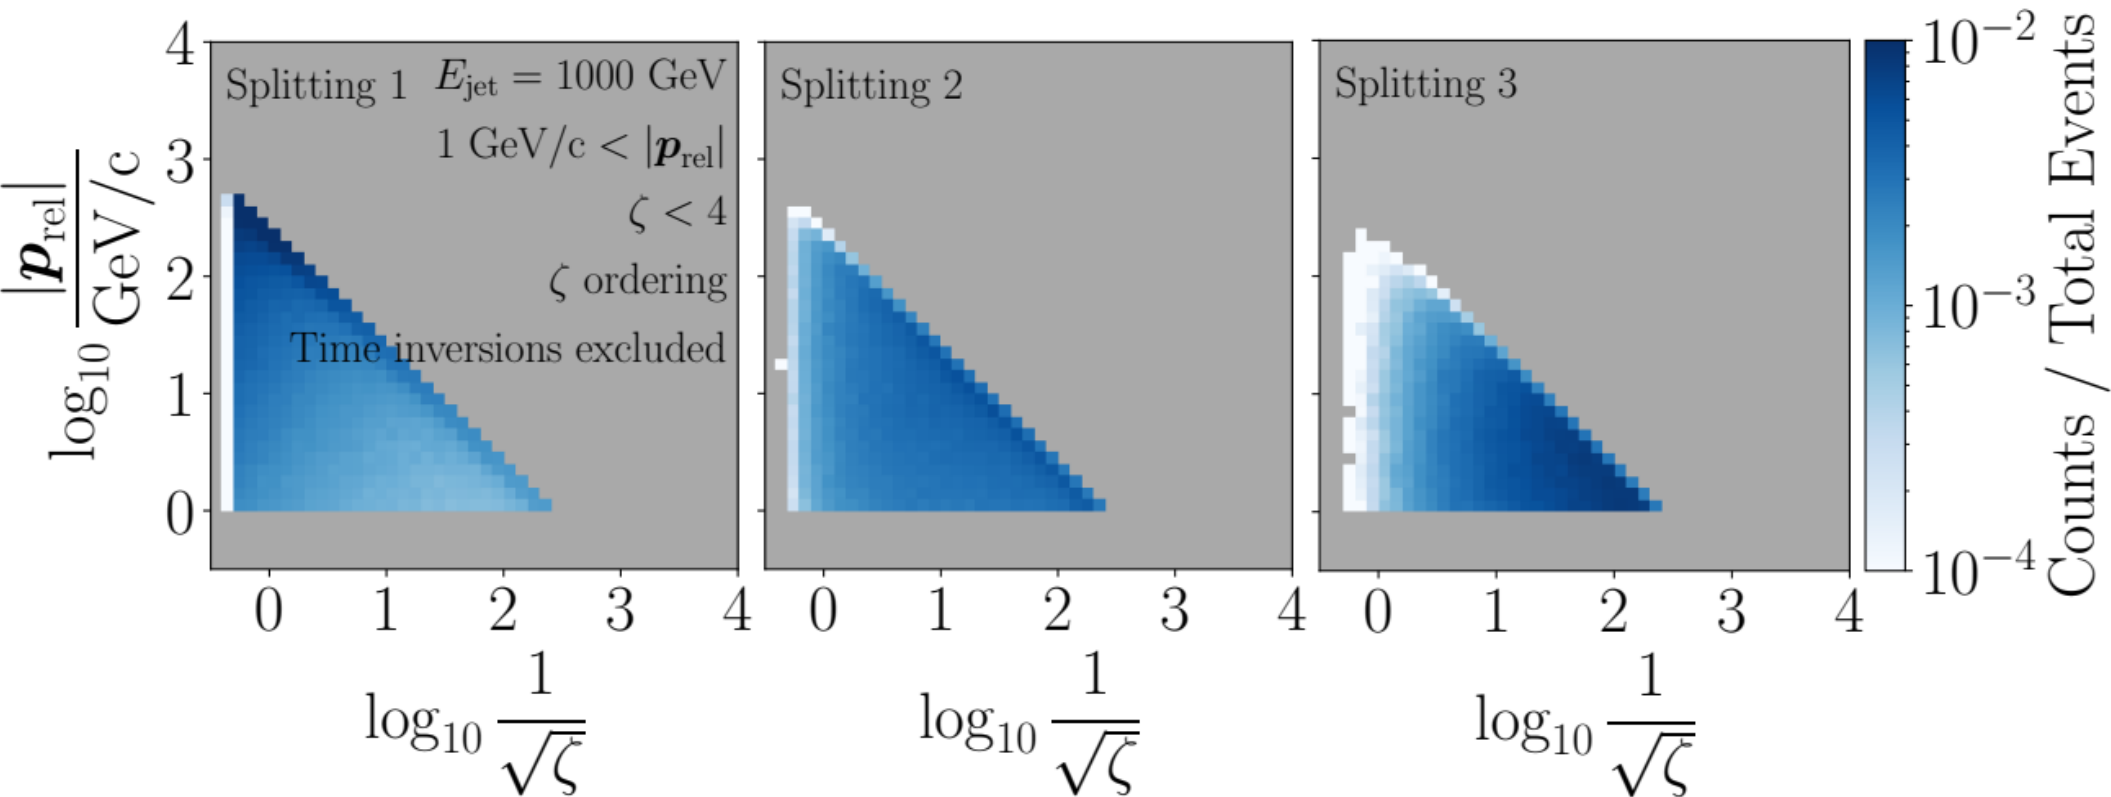 log₁₀ |p_rel| / GeV/c
4
3
2
1
0
Splitting 1
E_jet = 1000 GeV
1 GeV/c < |p_rel|
ζ < 4
ζ ordering
Time inversions excluded
0 1 2 3 4
log₁₀ 1/√ζ
Splitting 2
0 1 2 3 4
log₁₀ 1/√ζ
Splitting 3
0 1 2 3 4
log₁₀ 1/√ζ
10⁻²
10⁻³
10⁻⁴
Counts / Total Events